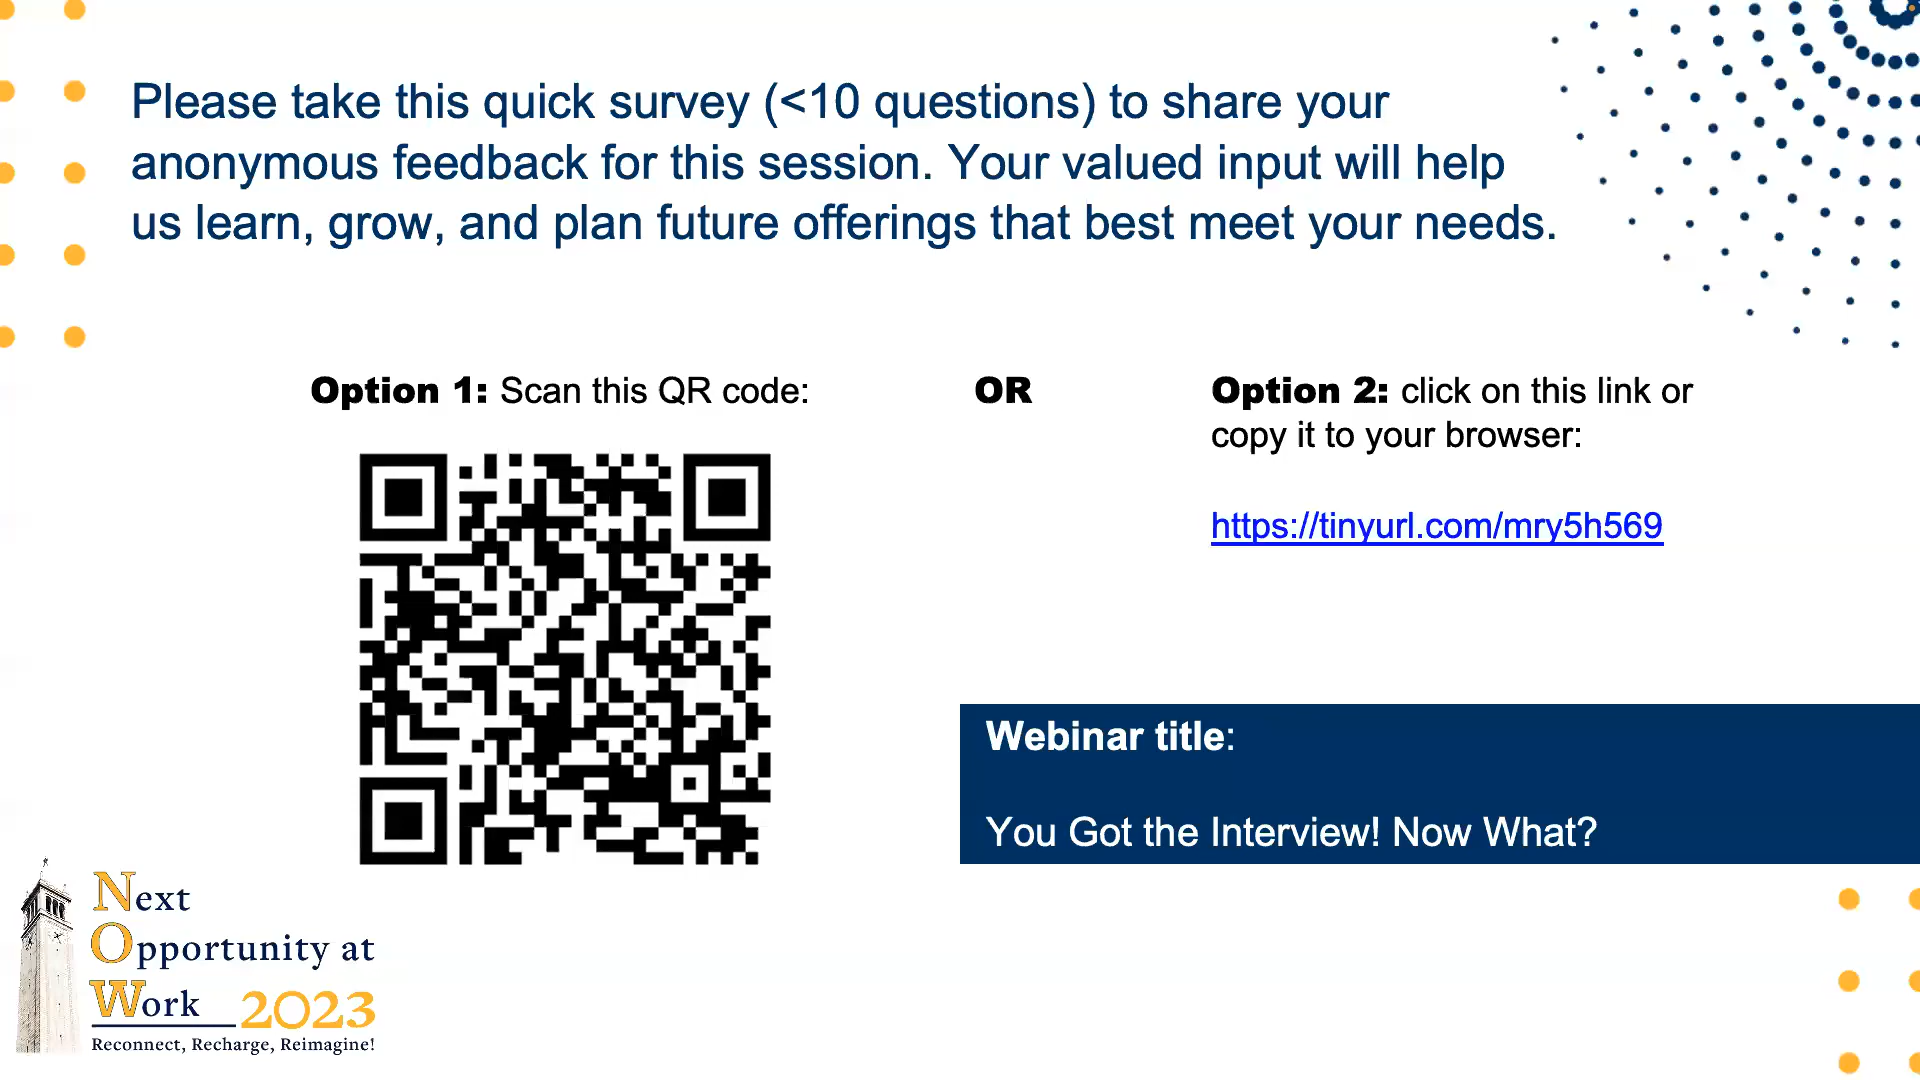 Please take this quick survey (<10 questions) to share your
anonymous feedback for this session. Your valued input will help
us learn, grow, and plan future offerings that best meet your needs.
Option 1: Scan this QR code:
OR
Option 2: click on this link or
copy it to your browser:
https://tinyurl.com/mry5h569
Webinar title:
You Got the Interview! Now What?
Next
Opportunity at
Work 2023
Reconnect, Recharge, Reimagine!